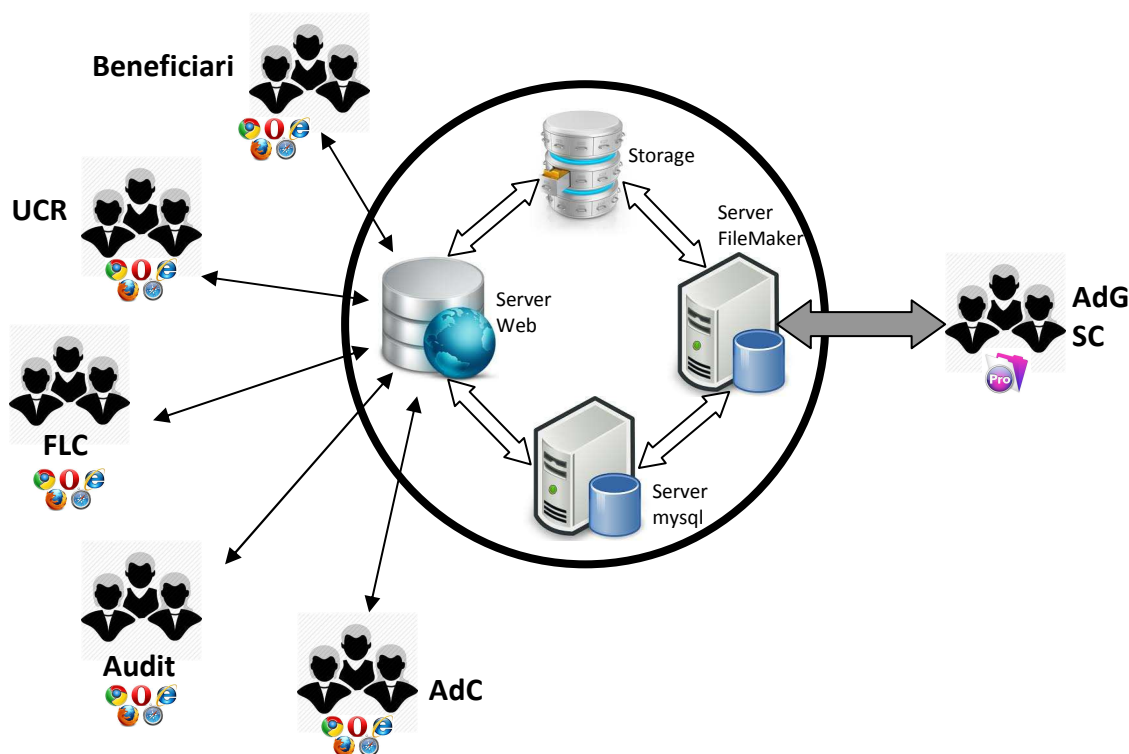 Beneficiari
UCR
FLC
Audit
AdC
Storage
Server
FileMaker
Server
Web
Server
mysql
AdG
SC
Pro